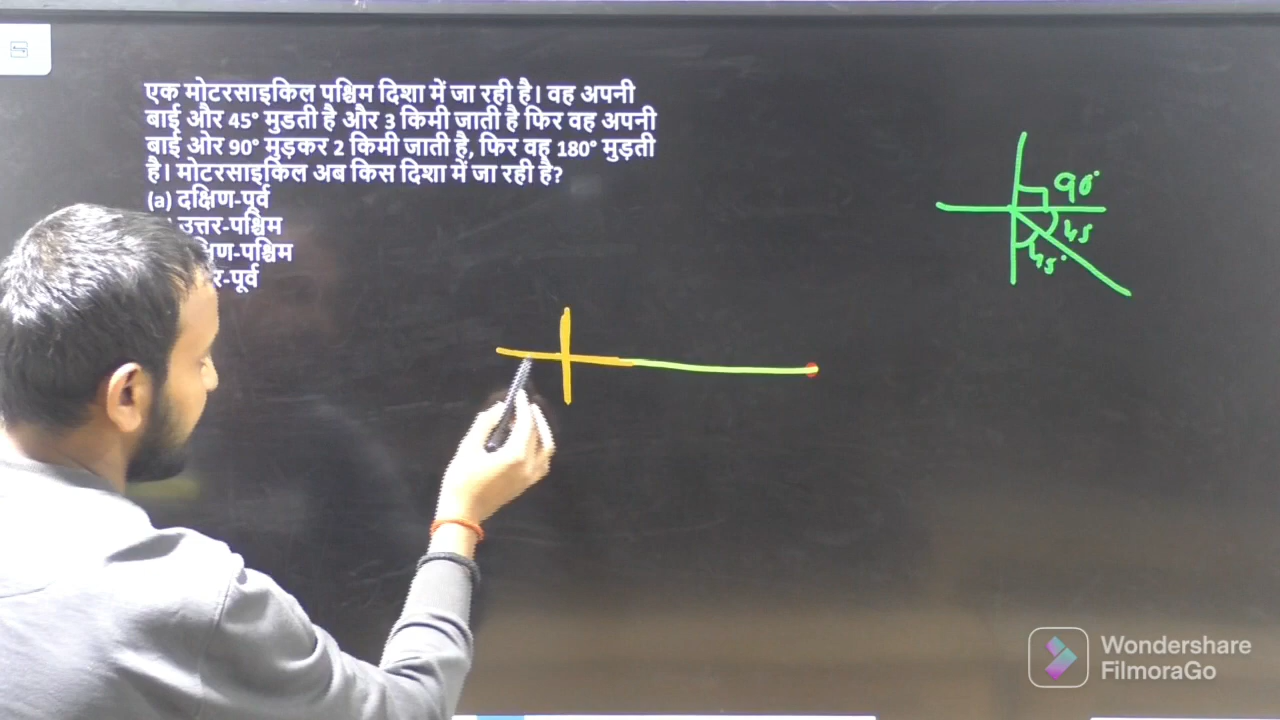 एक मोटरसाइकिल पश्चिम दिशा में जा रही है। वह अपनी
बाई और 45° मुडती है और 3 किमी जाती है फिर वह अपनी
बाई ओर 90° मुड़कर 2 किमी जाती है, फिर वह 180° मुड़ती
है। मोटरसाइकिल अब किस दिशा में जा रही है?
(a) दक्षिण-पूर्व
उत्तर-पश्चिम
क्षिण-पश्चिम
र-पूर्व
90°
45
45°
Wondershare
FilmoraGo